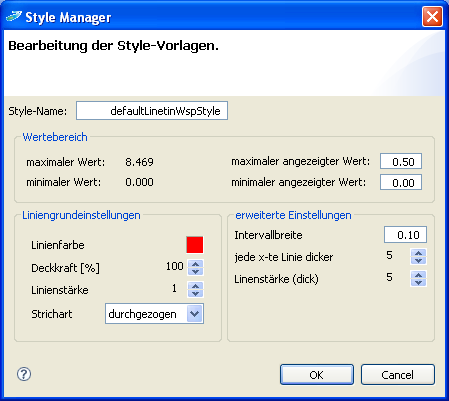 Style Manager
Bearbeitung der Style-Vorlagen.
Style-Name: defaultLinetinWspStyle
Wertebereich
maximaler Wert: 8.469 maximaler angezeigter Wert: 0.50
minimaler Wert: 0.000 minimaler angezeigter Wert: 0.00
Liniengrundeinstellungen
Linienfarbe
Deckkraft [%] 100
Linienstärke 1
Strichart durchgezogen
erweiterte Einstellungen
Intervallbreite 0.10
jede x-te Linie dicker 5
Linenstärke (dick) 5
? OK Cancel